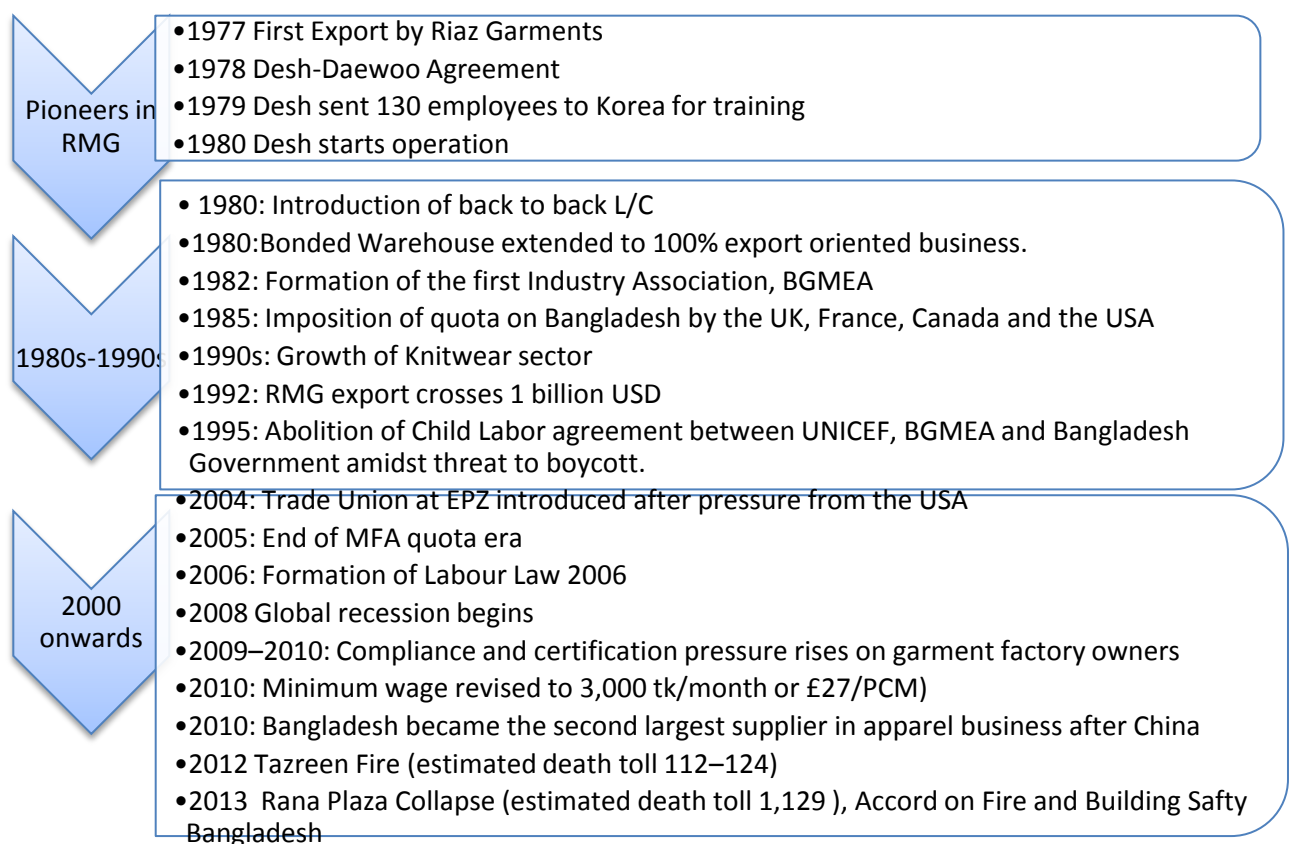 Pioneers in
RMG
•1977 First Export by Riaz Garments
•1978 Desh-Daewoo Agreement
•1979 Desh sent 130 employees to Korea for training
•1980 Desh starts operation
1980s-1990s
• 1980: Introduction of back to back L/C
•1980:Bonded Warehouse extended to 100% export oriented business.
•1982: Formation of the first Industry Association, BGMEA
•1985: Imposition of quota on Bangladesh by the UK, France, Canada and the USA
•1990s: Growth of Knitwear sector
•1992: RMG export crosses 1 billion USD
•1995: Abolition of Child Labor agreement between UNICEF, BGMEA and Bangladesh
Government amidst threat to boycott.
2000
onwards
•2004: Trade Union at EPZ introduced after pressure from the USA
•2005: End of MFA quota era
•2006: Formation of Labour Law 2006
•2008 Global recession begins
•2009–2010: Compliance and certification pressure rises on garment factory owners
•2010: Minimum wage revised to 3,000 tk/month or £27/PCM)
•2010: Bangladesh became the second largest supplier in apparel business after China
•2012 Tazreen Fire (estimated death toll 112–124)
•2013 Rana Plaza Collapse (estimated death toll 1,129 ), Accord on Fire and Building Safty
Bangladesh